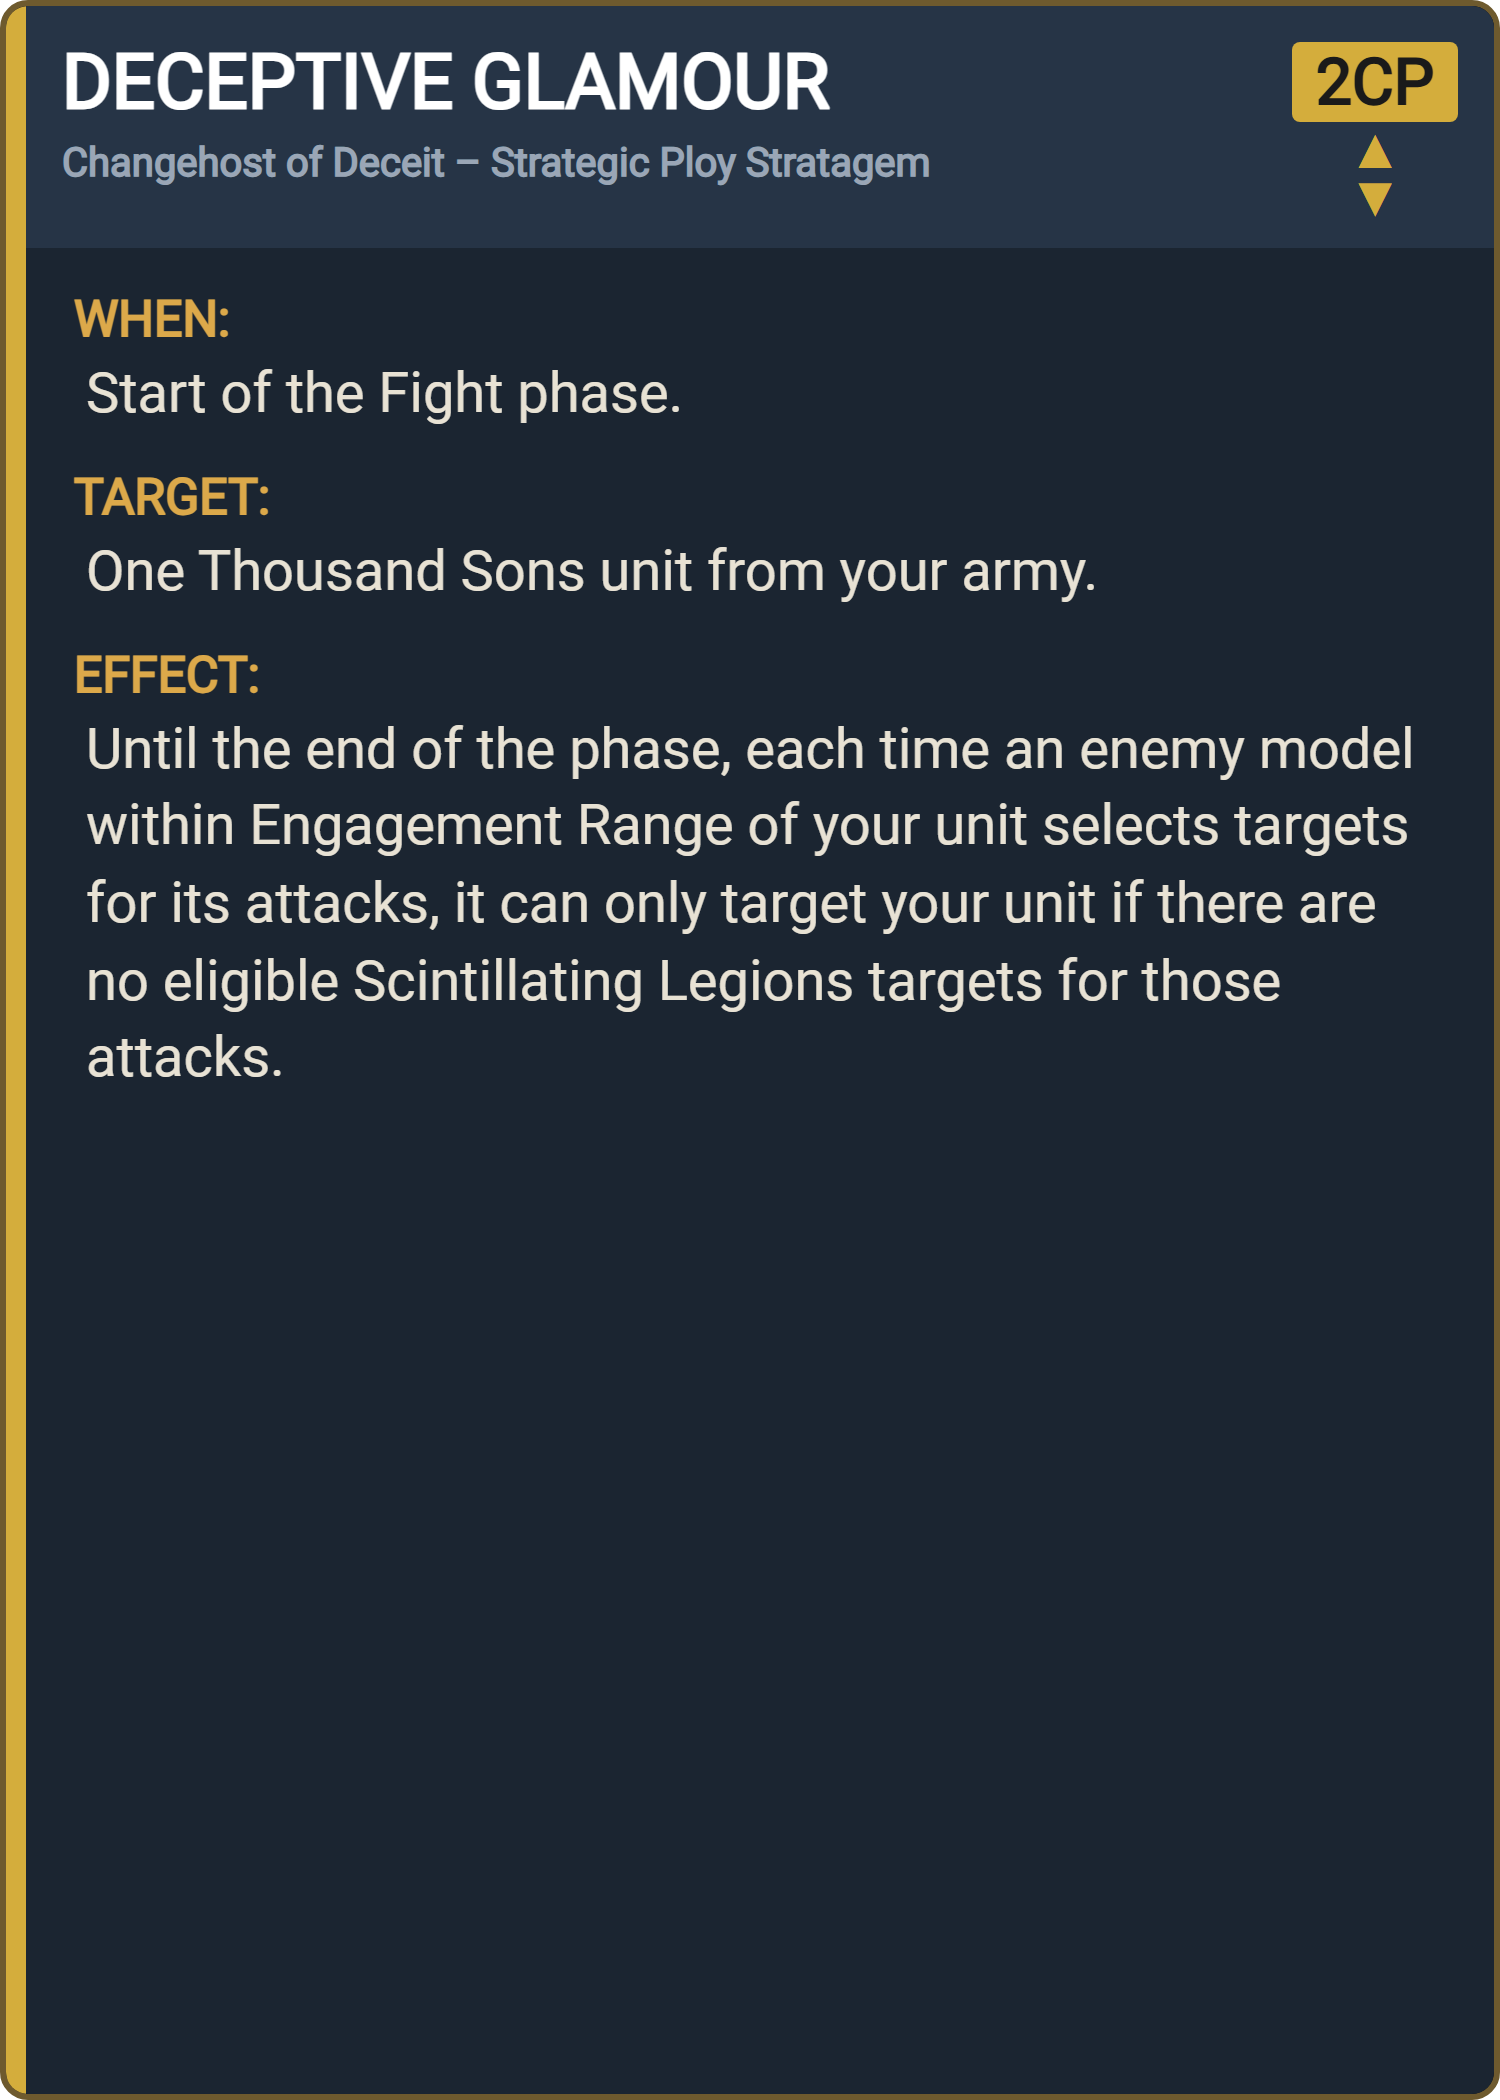 DECEPTIVE GLAMOUR
Changehost of Deceit – Strategic Ploy Stratagem
2CP
▲
▼
WHEN:
Start of the Fight phase.
TARGET:
One Thousand Sons unit from your army.
EFFECT:
Until the end of the phase, each time an enemy model
within Engagement Range of your unit selects targets
for its attacks, it can only target your unit if there are
no eligible Scintillating Legions targets for those
attacks.